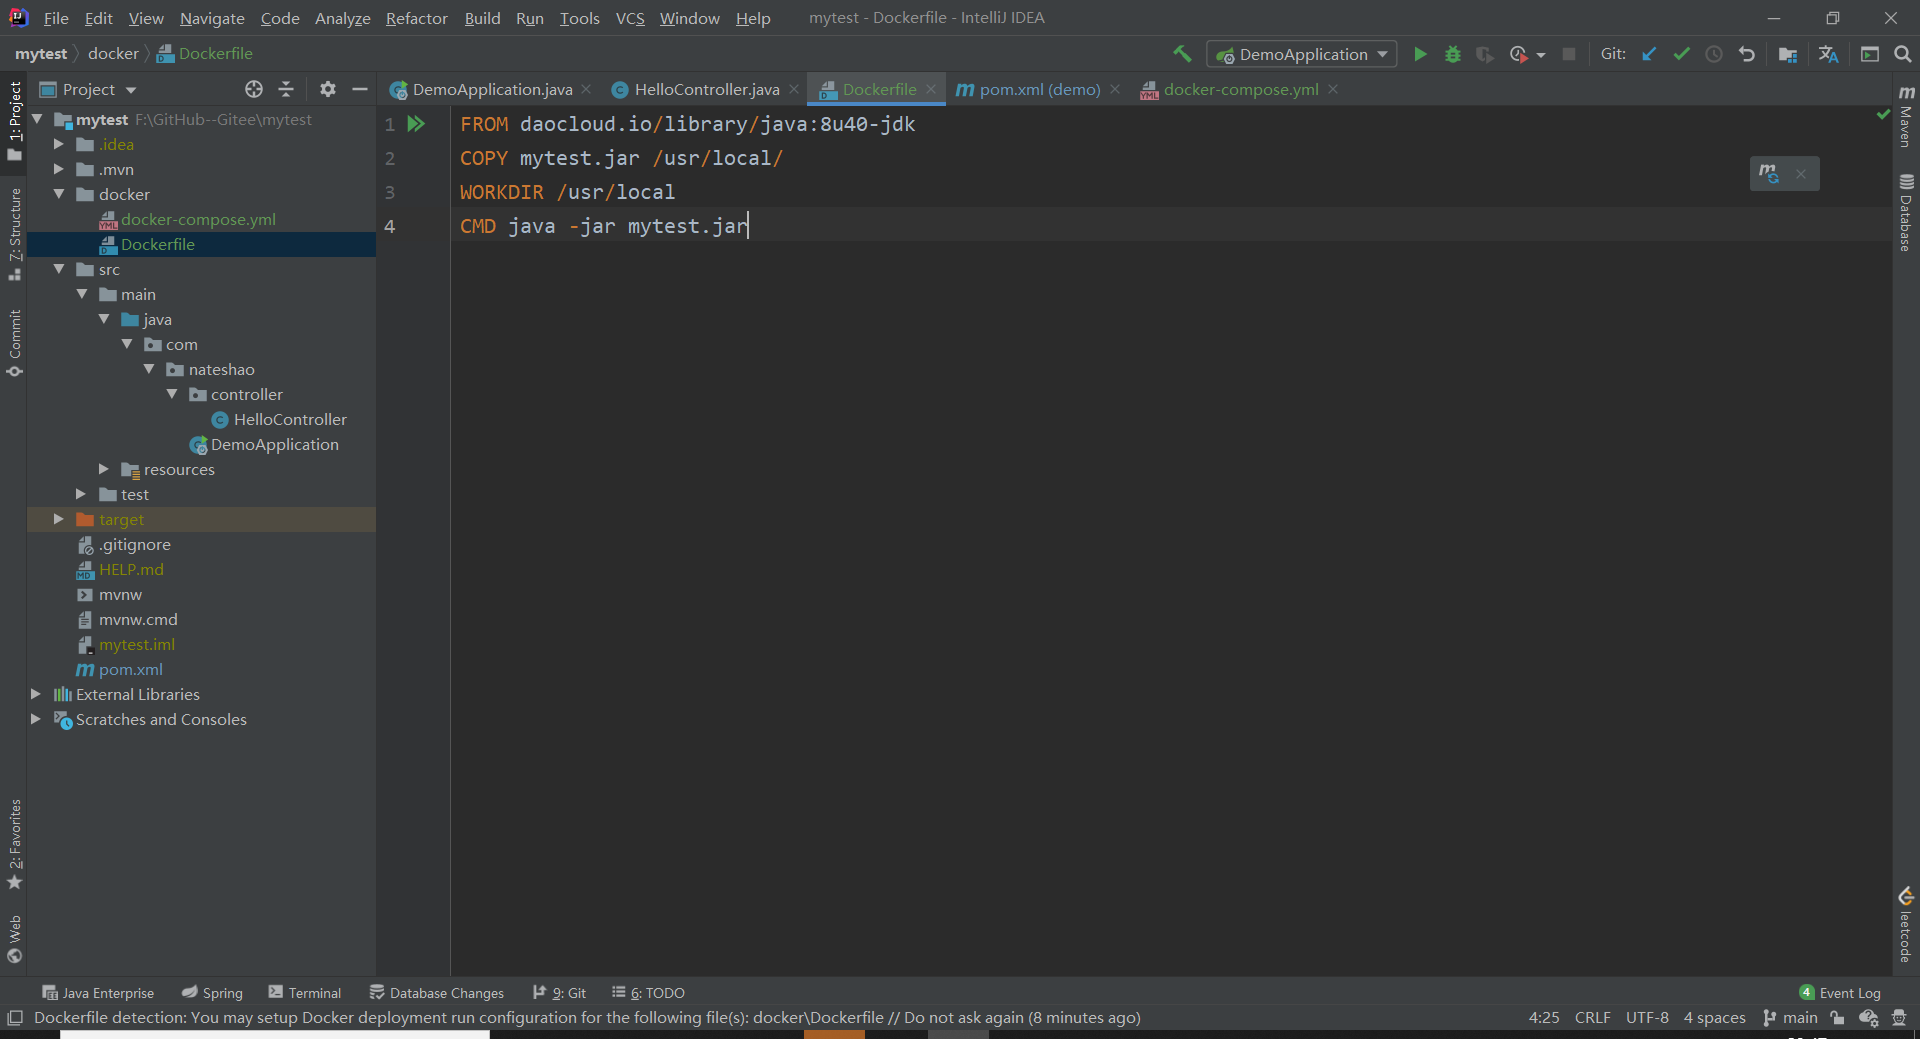 File Edit View Navigate Code Analyze Refactor Build Run Tools VCS Window Help mytest - Dockerfile - IntelliJ IDEA
mytest docker Dockerfile DemoApplication Git:
Project DemoApplication.java HelloController.java Dockerfile pom.xml (demo) docker-compose.yml
1: Project
7: Structure
Commit
2: Favorites
Web
mytest F:\GitHub--Gitee\mytest
.idea
.mvn
docker
docker-compose.yml
Dockerfile
src
main
java
com
nateshao
controller
HelloController
DemoApplication
resources
test
target
.gitignore
HELP.md
mvnw
mvnw.cmd
mytest.iml
pom.xml
External Libraries
Scratches and Consoles
1 FROM daocloud.io/library/java:8u40-jdk
2 COPY mytest.jar /usr/local/
3 WORKDIR /usr/local
4 CMD java -jar mytest.jar
Maven
Database
leetcode
Java Enterprise Spring Terminal Database Changes 9: Git 6: TODO 4 Event Log
Dockerfile detection: You may setup Docker deployment run configuration for the following file(s): docker\Dockerfile // Do not ask again (8 minutes ago) 4:25 CRLF UTF-8 4 spaces main